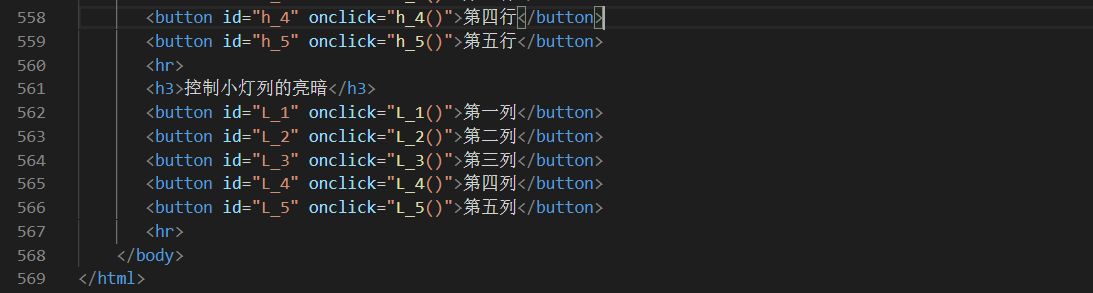 558 <button id="h_4" onclick="h_4()">第四行</button>
559 <button id="h_5" onclick="h_5()">第五行</button>
560 <hr>
561 <h3>控制小灯列的亮暗</h3>
562 <button id="L_1" onclick="L_1()">第一列</button>
563 <button id="L_2" onclick="L_2()">第二列</button>
564 <button id="L_3" onclick="L_3()">第三列</button>
565 <button id="L_4" onclick="L_4()">第四列</button>
566 <button id="L_5" onclick="L_5()">第五列</button>
567 <hr>
568 </body>
569 </html>